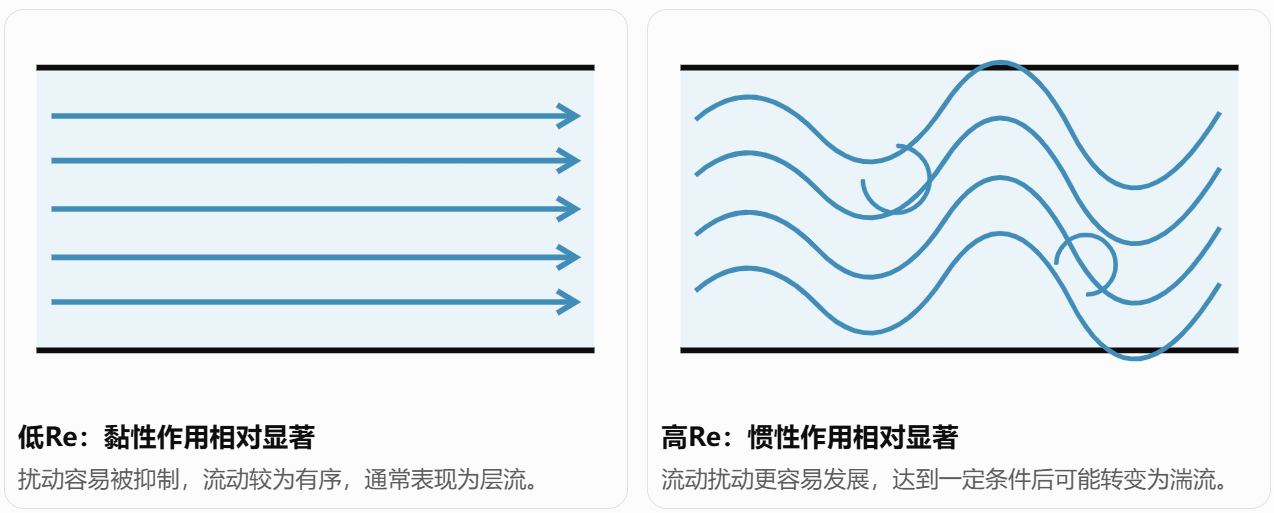 低Re：黏性作用相对显著
扰动容易被抑制，流动较为有序，通常表现为层流。
高Re：惯性作用相对显著
流动扰动更容易发展，达到一定条件后可能转变为湍流。